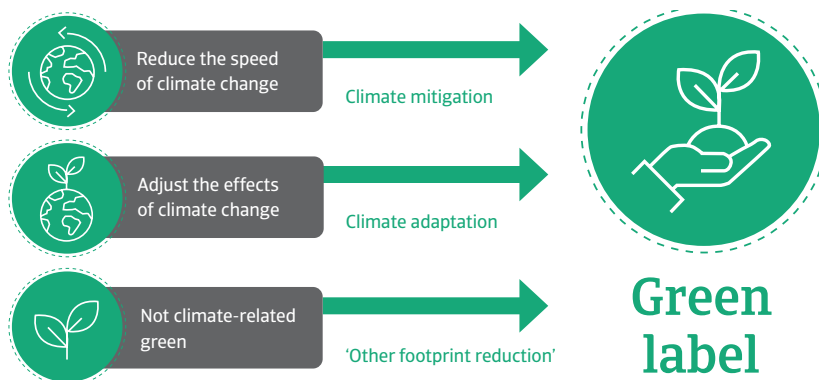 Reduce the speed
of climate change
Climate mitigation
Adjust the effects
of climate change
Climate adaptation
Not climate-related
green
‘Other footprint reduction’
Green
label